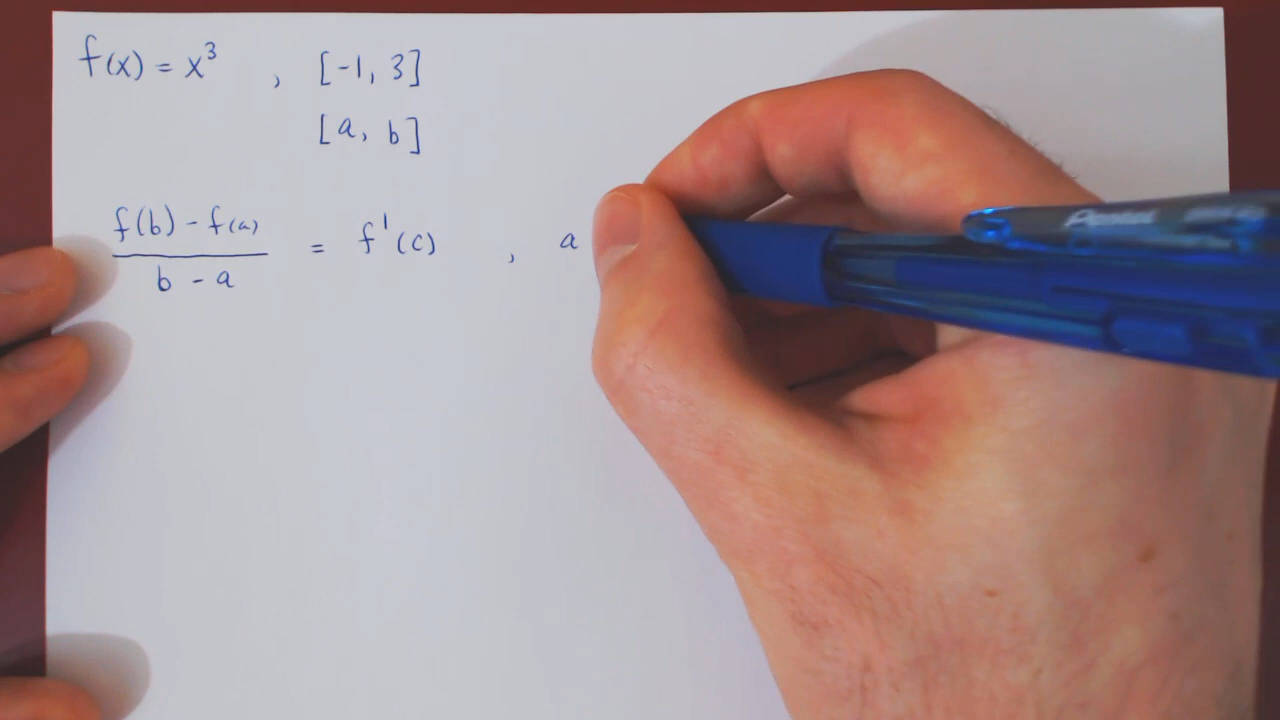 f(x) = x³ , [-1, 3]
[a, b]
f(b) - f(a)
b - a
= f'(c) , a
Pentel